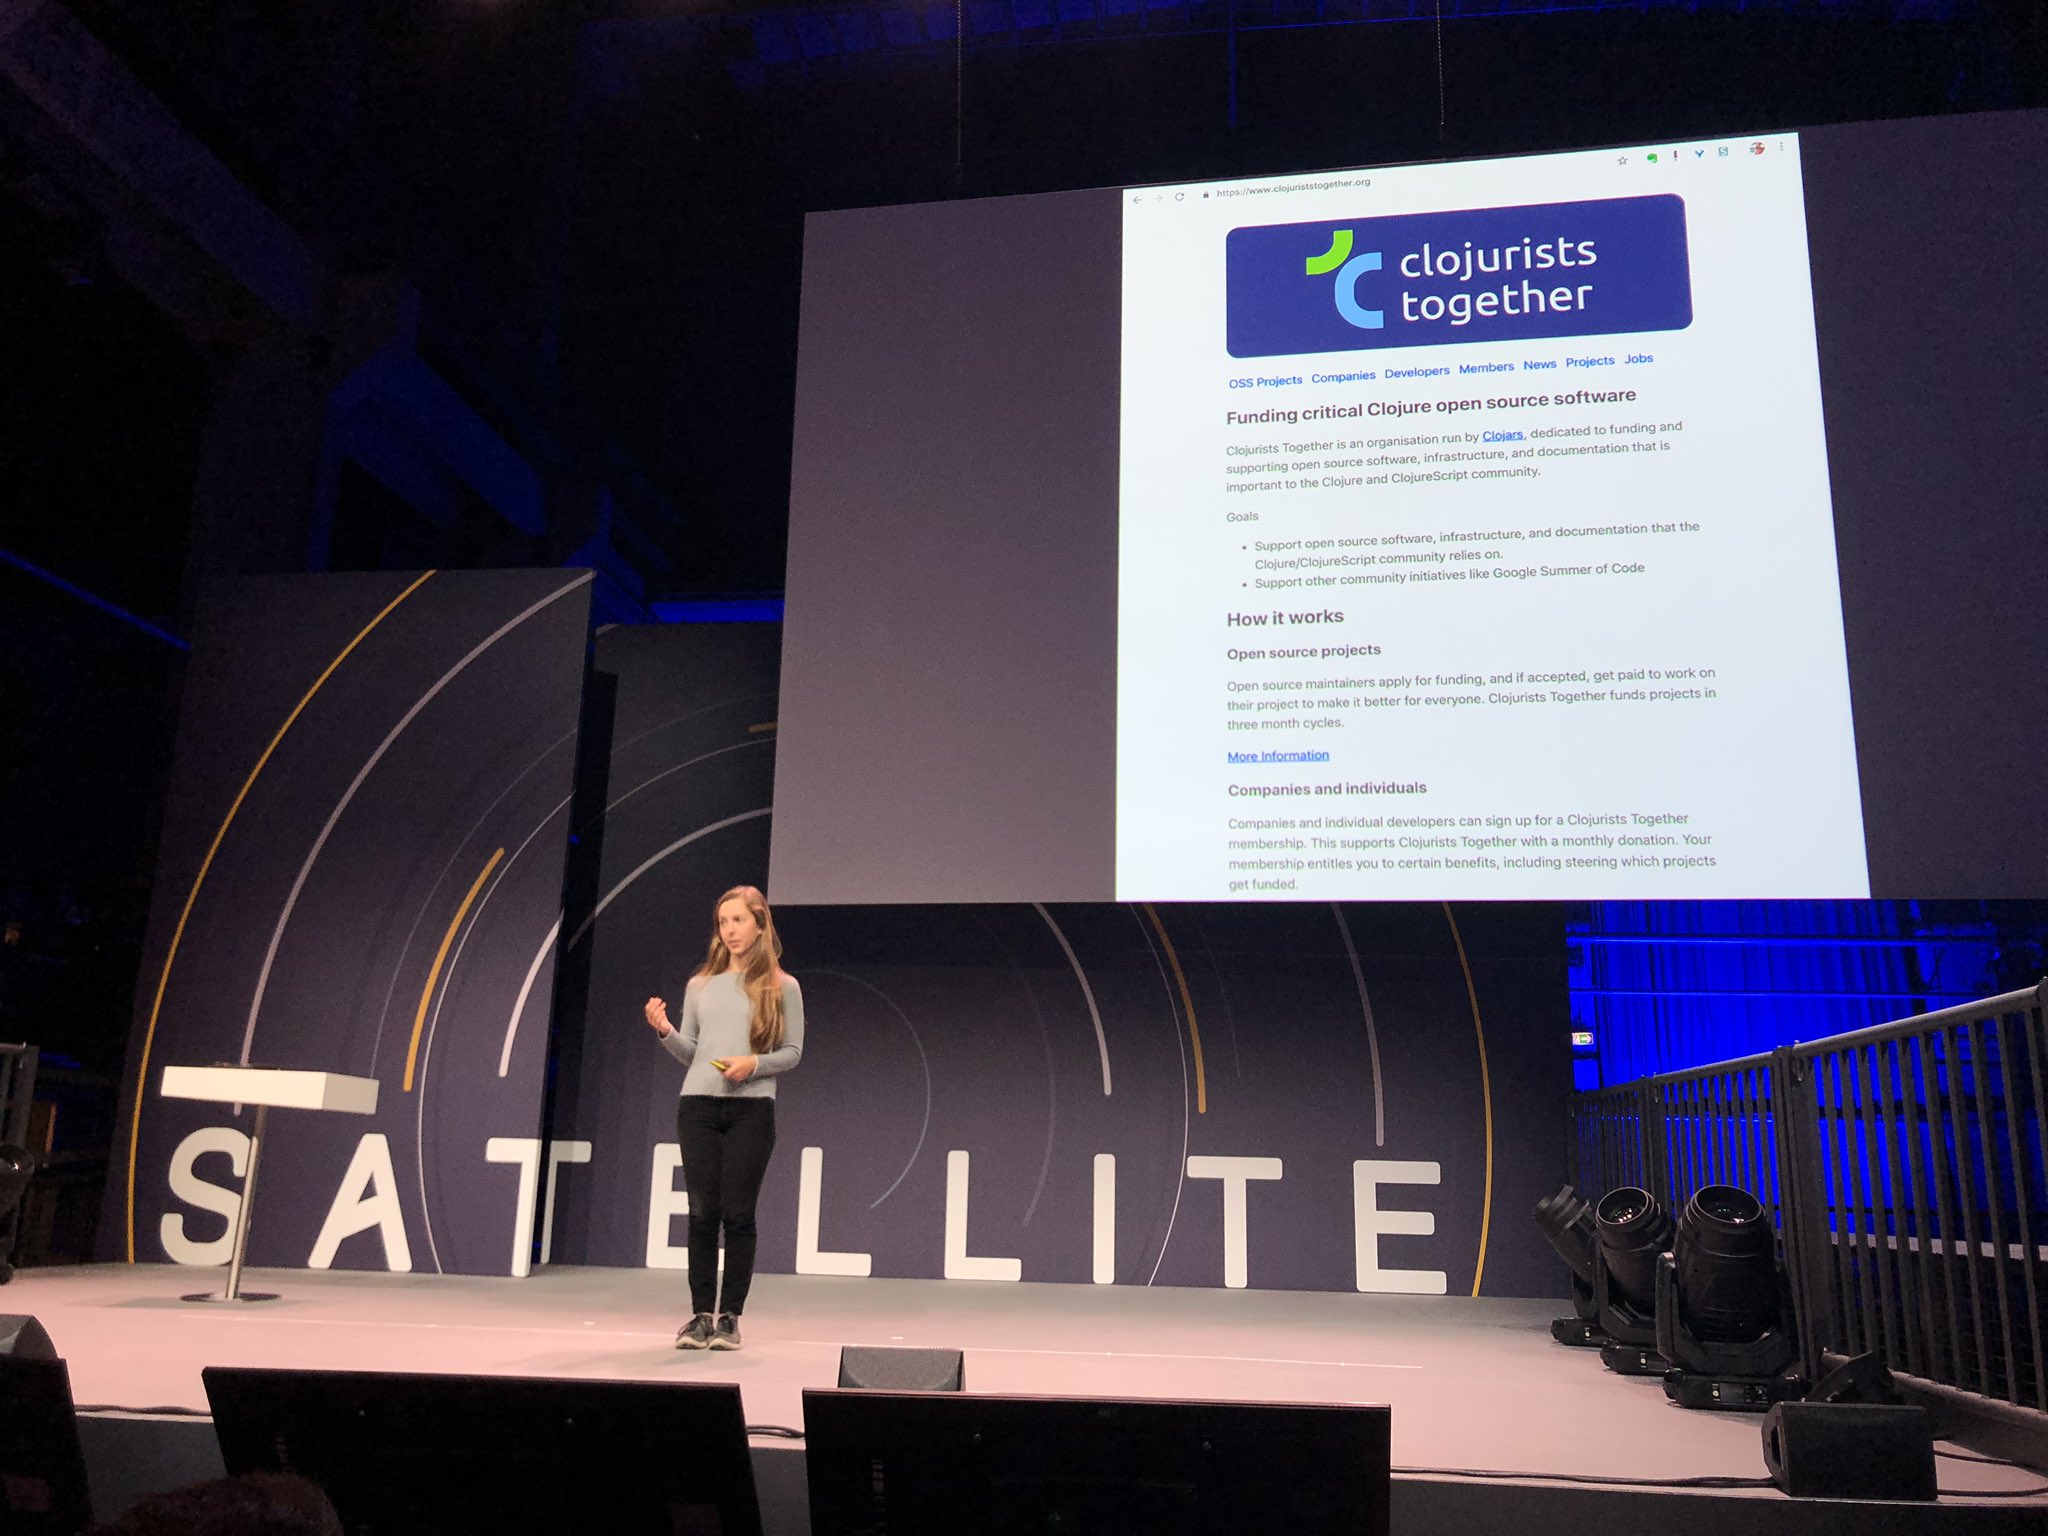 https://www.clojuriststogether.org
clojurists
together
OSS Projects Companies Developers Members News Projects Jobs
Funding critical Clojure open source software
Clojurists Together is an organisation run by Clojars, dedicated to funding and
supporting open source software, infrastructure, and documentation that is
important to the Clojure and ClojureScript community.
Goals
• Support open source software, infrastructure, and documentation that the
Clojure/ClojureScript community relies on.
• Support other community initiatives like Google Summer of Code
How it works
Open source projects
Open source maintainers apply for funding, and if accepted, get paid to work on
their project to make it better for everyone. Clojurists Together funds projects in
three month cycles.
More Information
Companies and individuals
Companies and individual developers can sign up for a Clojurists Together
membership. This supports Clojurists Together with a monthly donation. Your
membership entitles you to certain benefits, including steering which projects
get funded.
SATELLITE